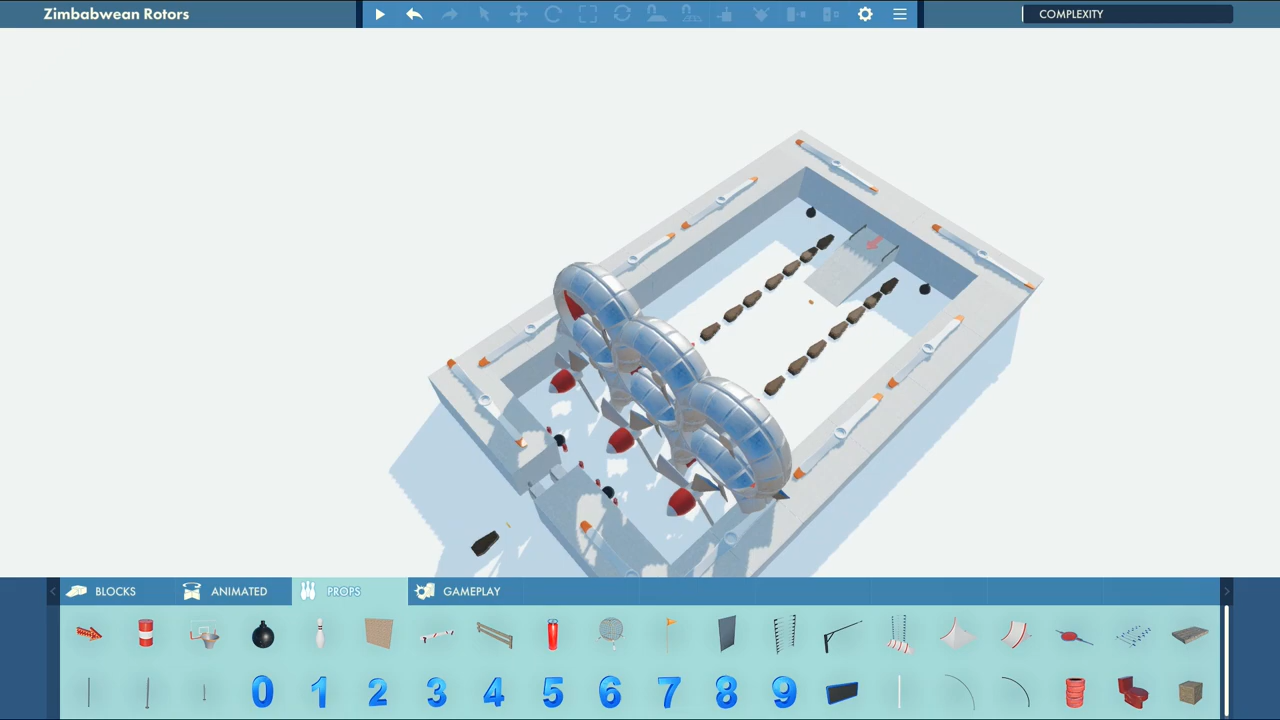 Zimbabwean Rotors
COMPLEXITY
BLOCKS
ANIMATED
PROPS
GAMEPLAY
0 1 2 3 4 5 6 7 8 9